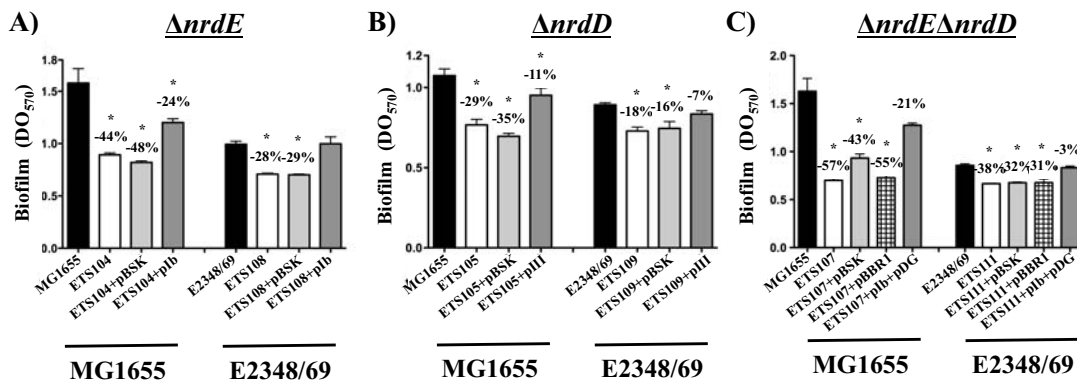 A) ΔnrdE
Biofilm (DO570)
1.8
1.5
1.0
0.5
0.0
-44%
*
-48%
*
-24%
*
-28%
*
-29%
*
MG1655
ETS104
ETS104+pBSK
ETS104+pIb
E2348/69
ETS108
ETS108+pBSK
ETS108+pIb
MG1655 E2348/69
B) ΔnrdD
Biofilm (DO570)
1.2
1.0
0.5
0.0
-29%
*
-35%
*
-11%
*
-18%
*
-16%
*
-7%
MG1655
ETS105
ETS105+pBSK
ETS105+pIII
E2348/69
ETS109
ETS109+pBSK
ETS109+pIII
MG1655 E2348/69
C) ΔnrdEΔnrdD
Biofilm (DO570)
2.0
1.5
1.0
0.5
0.0
-57%
*
-43%
*
-55%
*
-21%
-38%
*
-32%
*
-31%
*
-3%
MG1655
ETS107
ETS107+pBSK
ETS107+pBBR1
ETS107+pIb+pDG
E2348/69
ETS111
ETS111+pBSK
ETS111+pBBR1
ETS111+pIb+pDG
MG1655 E2348/69